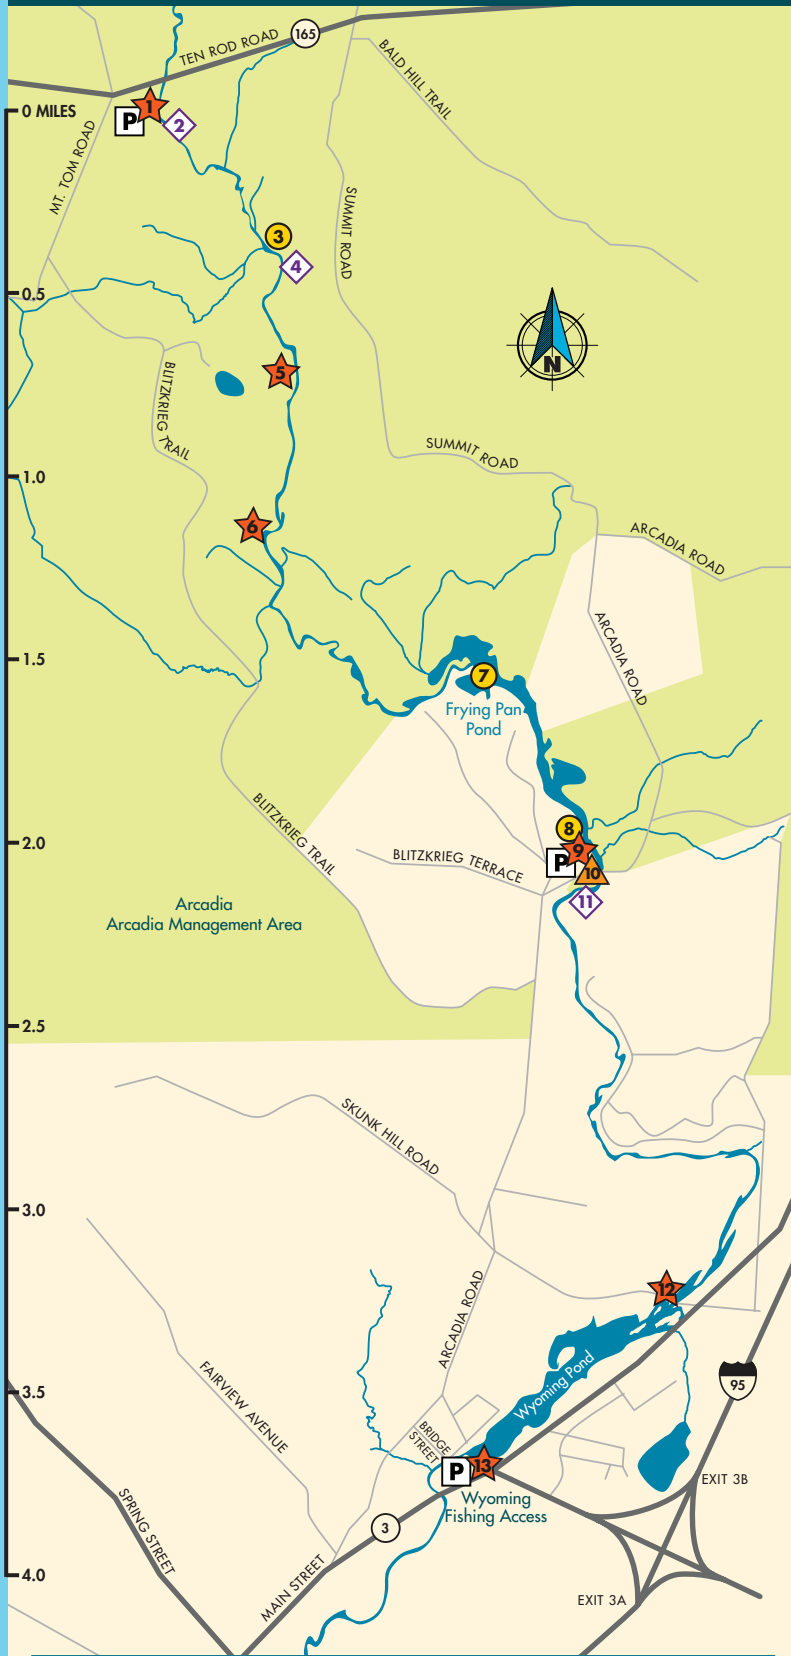 TEN ROD ROAD
165
BALD HILL TRAIL
0 MILES
P
1
2
MT. TOM ROAD
SUMMIT ROAD
3
4
0.5
N
5
BLITZKRIEG TRAIL
SUMMIT ROAD
1.0
6
ARCADIA ROAD
ARCADIA ROAD
1.5
7
Frying Pan
Pond
BLITZKRIEG TRAIL
8
2.0
9
P
BLITZKRIEG TERRACE
10
11
Arcadia
Arcadia Management Area
2.5
SKUNK HILL ROAD
3.0
12
ARCADIA ROAD
Wyoming Pond
95
3.5
FAIRVIEW AVENUE
BRIDGE
STREET
P
13
EXIT 3B
Wyoming
Fishing Access
SPRING STREET
3
4.0
MAIN STREET
EXIT 3A